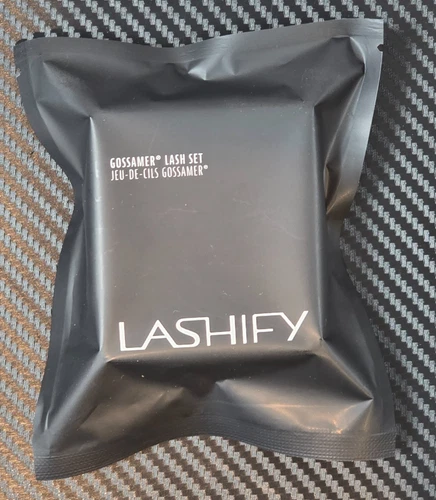 GOSSAMER® LASH SET
JEU-DE-CILS GOSSAMER®
LASHIFY